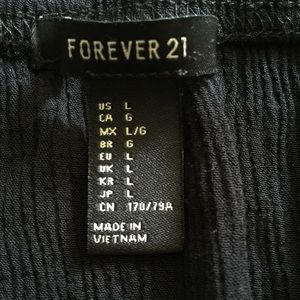 FOREVER 21
US L
CA G
MX L/G
BR G
EU L
UK L
KR L
JP L
CN 170/79A
MADE IN
VIETNAM